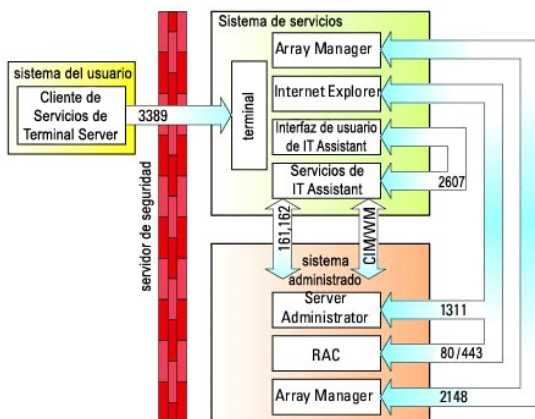 Sistema de servicios
Array Manager
sistema del usuario
Cliente de
Servicios de
Terminal Server
3389
servidor de seguridad
terminal
Internet Explorer
Interfaz de usuario
de IT Assistant
Servicios de
IT Assistant
2607
161,162
CIM/WM
sistema
administrado
Server
Administrator
1311
RAC
80/443
Array Manager
2148